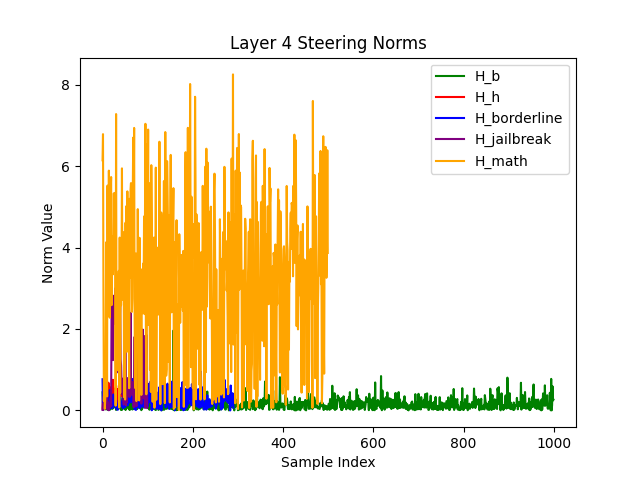 Layer 4 Steering Norms
H_b
H_h
H_borderline
H_jailbreak
H_math
Norm Value
8
6
4
2
0
0 200 400 600 800 1000
Sample Index